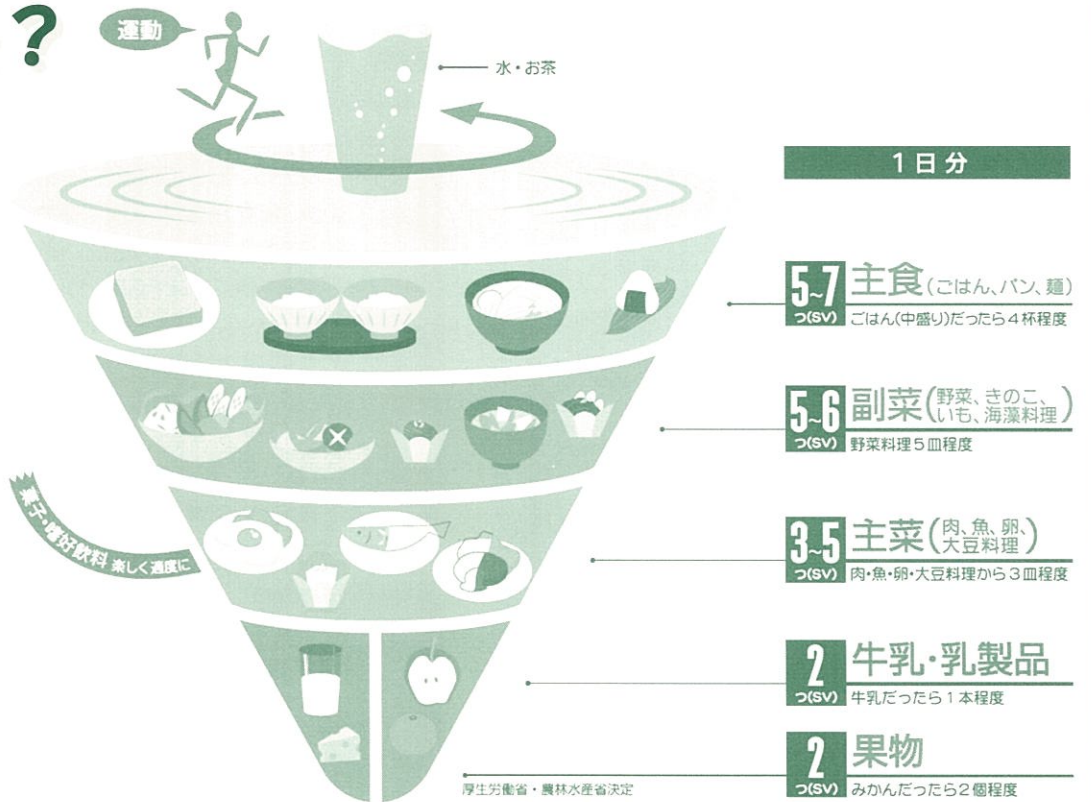 ?
運動
水・お茶
1日分
5~7 つ(SV)
主食(ごはん、パン、麺)
ごはん(中盛り)だったら4杯程度
5~6 つ(SV)
副菜(野菜、きのこ、
いも、海藻料理)
野菜料理5皿程度
3~5 つ(SV)
主菜(肉、魚、卵、
大豆料理)
肉・魚・卵・大豆料理から3皿程度
菓子・嗜好飲料 楽しく適度に
2 つ(SV)
牛乳・乳製品
牛乳だったら1本程度
2 つ(SV)
果物
みかんだったら2個程度
厚生労働省・農林水産省決定